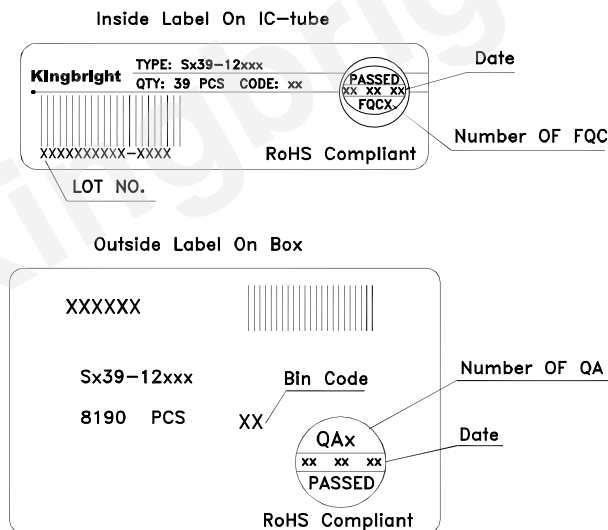 Inside Label On IC-tube
Kingbright
TYPE: Sx39-12xxx
QTY: 39 PCS CODE: xx
PASSED
xx xx xx
FQCX
Date
Number OF FQC
XXXXXXXXXX-XXXX
RoHS Compliant
LOT NO.
Outside Label On Box
XXXXXX
Sx39-12xxx
8190 PCS
Bin Code
XX
QAx
xx xx xx
PASSED
Number OF QA
Date
RoHS Compliant
Kingbright